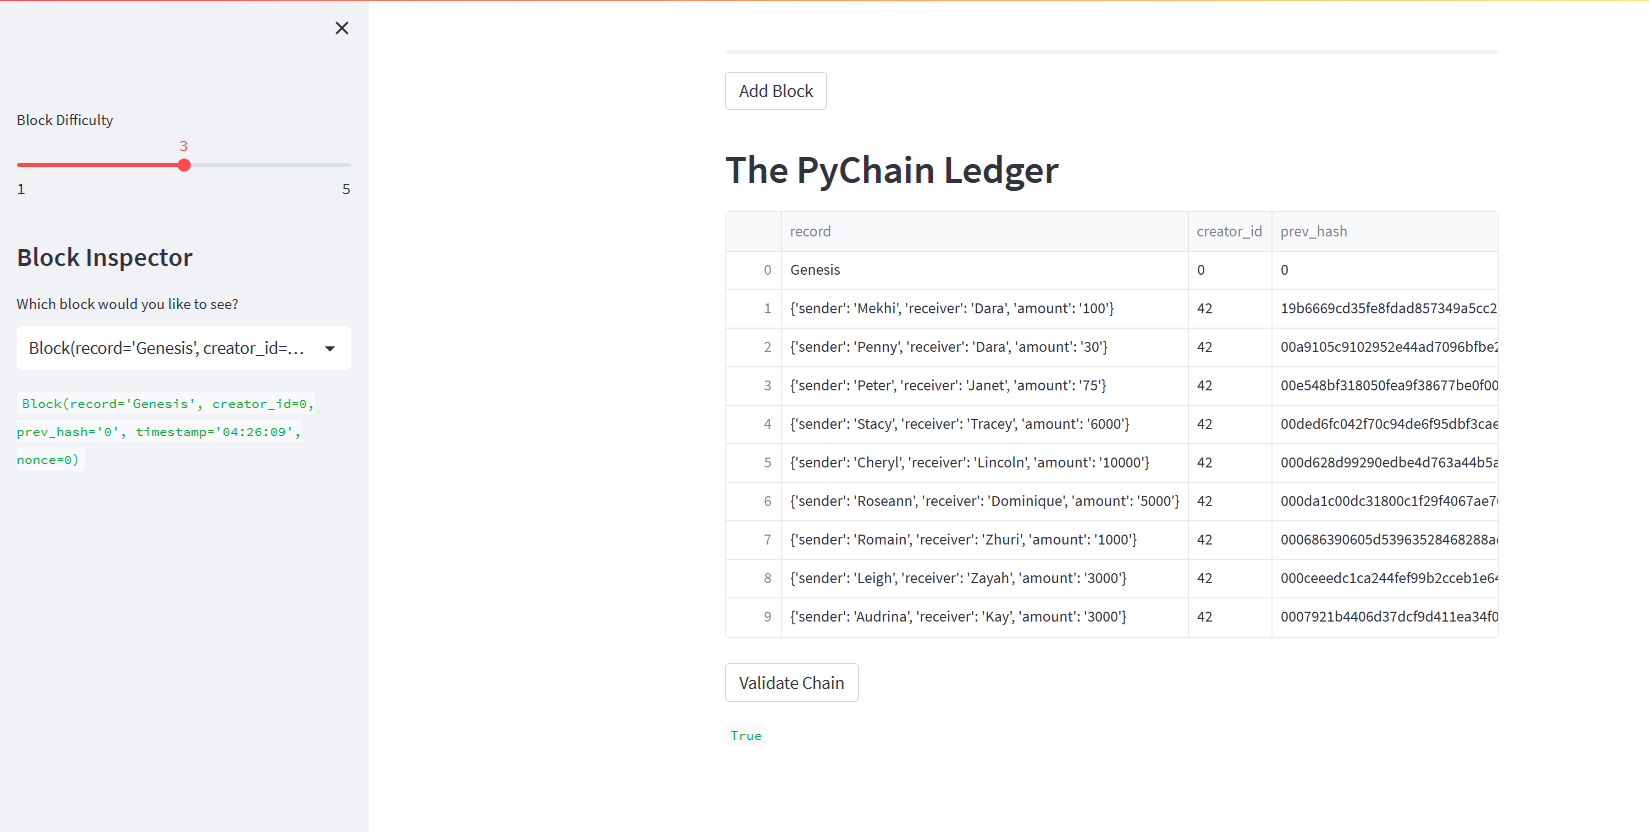 Block Difficulty
3
1 5
Block Inspector
Which block would you like to see?
Block(record='Genesis', creator_id=...
Block(record='Genesis', creator_id=0,
prev_hash='0', timestamp='04:26:09',
nonce=0)
Add Block
The PyChain Ledger
record creator_id prev_hash
0 Genesis 0 0
1 {'sender': 'Mekhi', 'receiver': 'Dara', 'amount': '100'} 42 19b6669cd35fe8fdad857349a5cc2
2 {'sender': 'Penny', 'receiver': 'Dara', 'amount': '30'} 42 00a9105c9102952e44ad7096bfbe2
3 {'sender': 'Peter', 'receiver': 'Janet', 'amount': '75'} 42 00e548bf318050fea9f38677be0f00
4 {'sender': 'Stacy', 'receiver': 'Tracey', 'amount': '6000'} 42 00ded6fc042f70c94de6f95dbf3cae
5 {'sender': 'Cheryl', 'receiver': 'Lincoln', 'amount': '10000'} 42 000d628d99290edbe4d763a44b5a
6 {'sender': 'Roseann', 'receiver': 'Dominique', 'amount': '5000'} 42 000da1c00dc31800c1f29f4067ae7
7 {'sender': 'Romain', 'receiver': 'Zhuri', 'amount': '1000'} 42 000686390605d53963528468288a
8 {'sender': 'Leigh', 'receiver': 'Zayah', 'amount': '3000'} 42 000ceeedc1ca244fef99b2cceb1e64
9 {'sender': 'Audrina', 'receiver': 'Kay', 'amount': '3000'} 42 0007921b4406d37dcf9d411ea34f0
Validate Chain
True